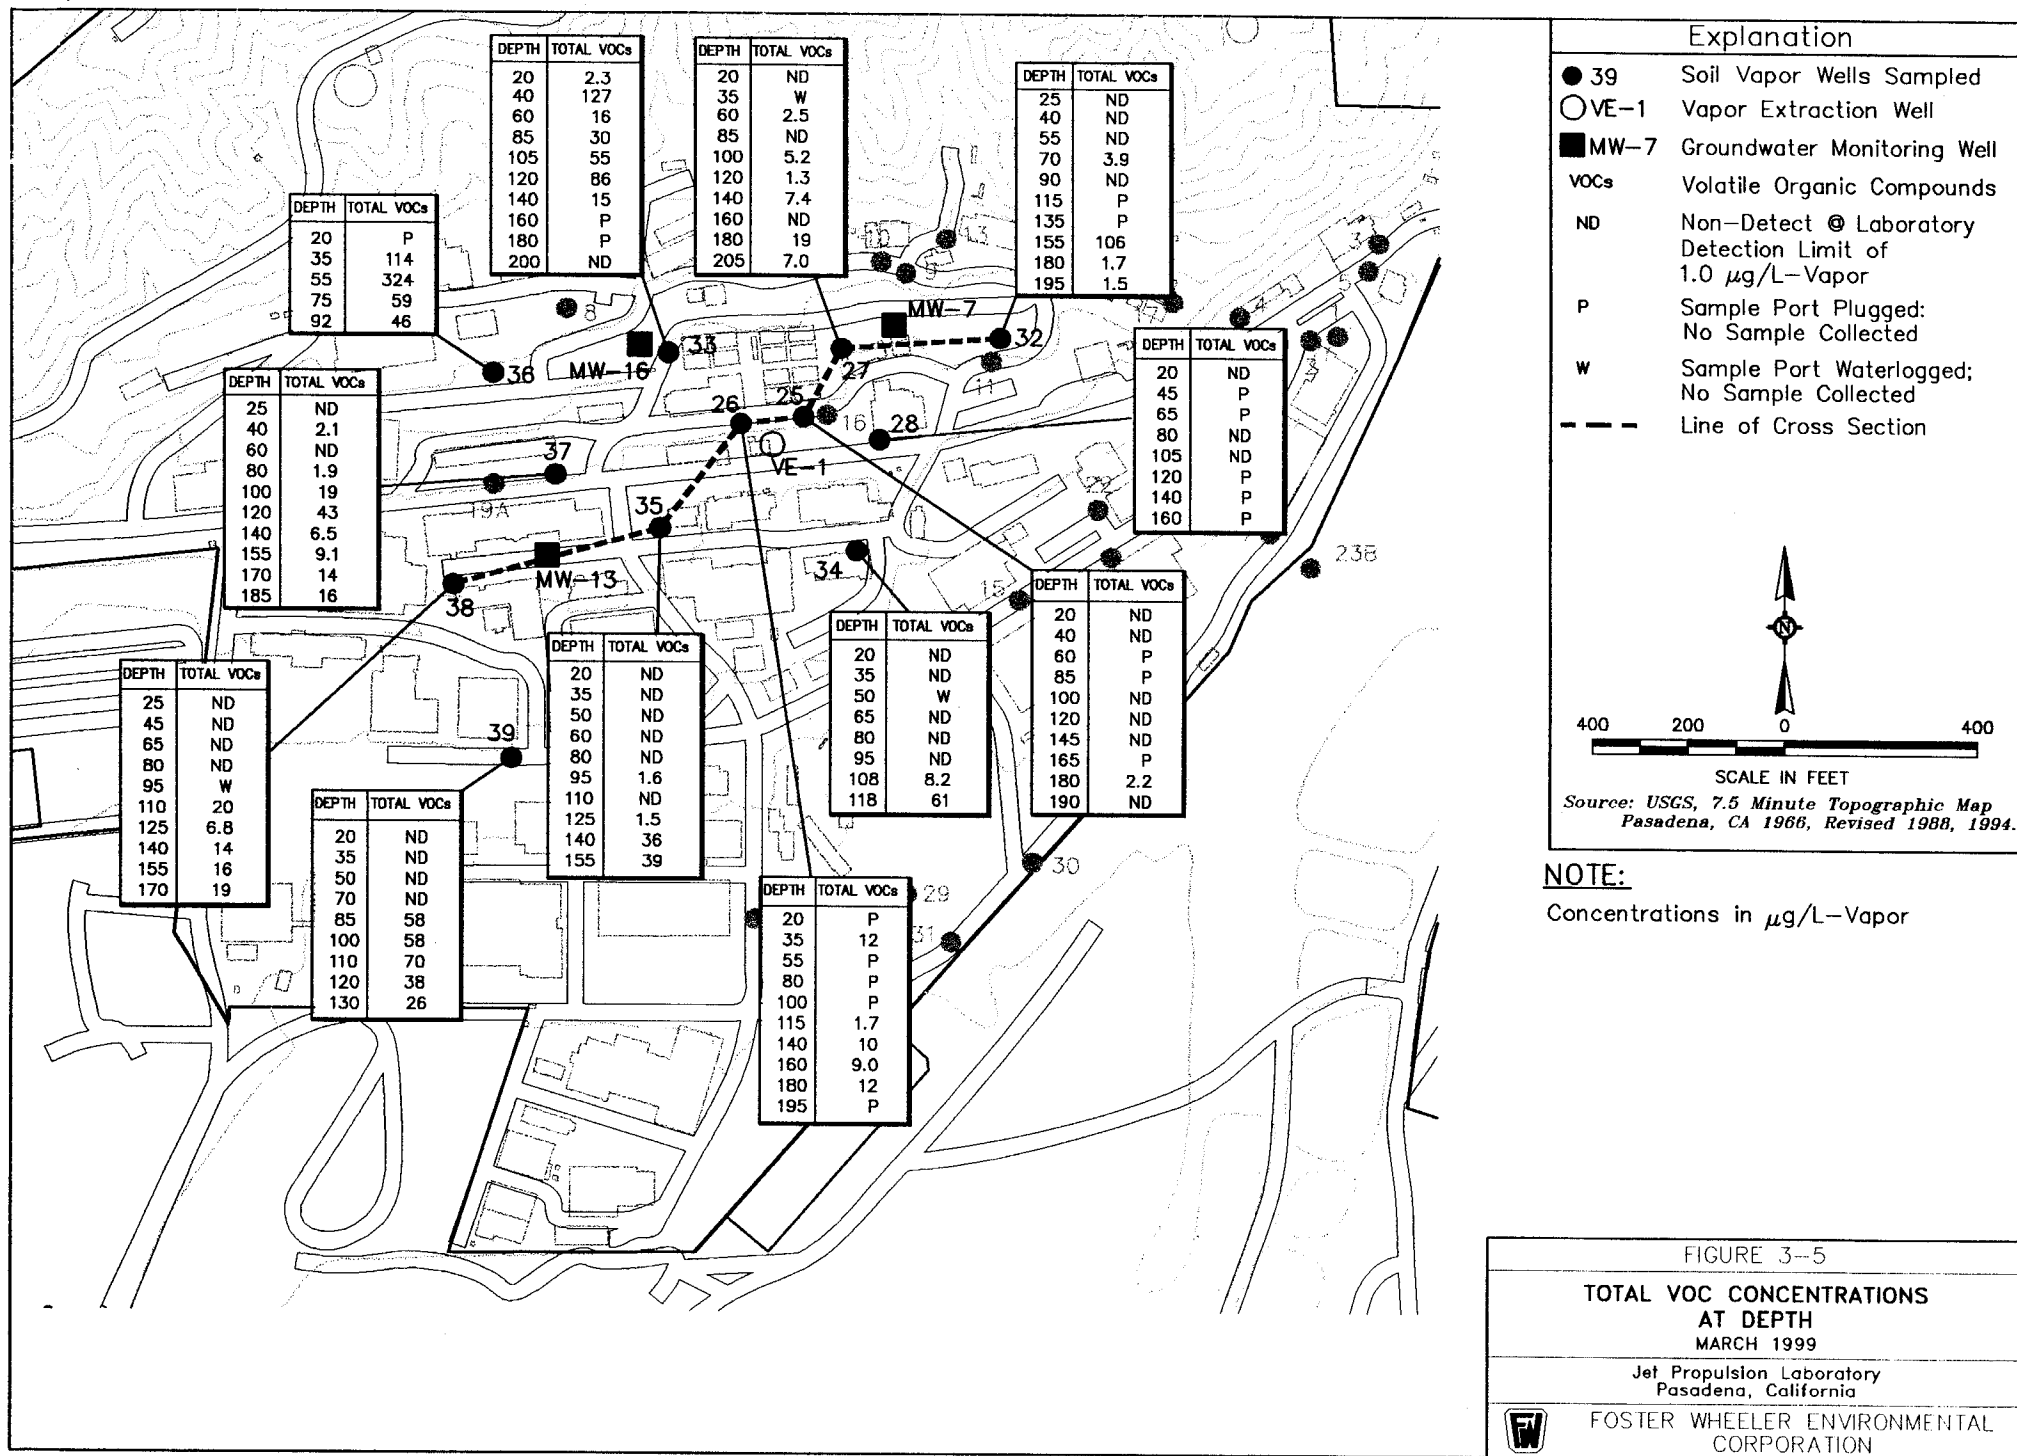 DEPTH TOTAL VOCs
20 2.3
40 127
60 16
85 30
105 55
120 86
140 15
160 P
180 P
200 ND
DEPTH TOTAL VOCs
20 ND
35 W
60 2.5
85 ND
100 5.2
120 1.3
140 7.4
160 ND
180 19
205 7.0
DEPTH TOTAL VOCs
25 ND
40 ND
55 ND
70 3.9
90 ND
115 P
135 P
155 106
180 1.7
195 1.5
DEPTH TOTAL VOCs
20 P
35 114
55 324
75 59
92 46
DEPTH TOTAL VOCs
20 ND
45 P
65 P
80 ND
105 ND
120 P
140 P
160 P
DEPTH TOTAL VOCs
25 ND
40 2.1
60 ND
80 1.9
100 19
120 43
140 6.5
155 9.1
170 14
185 16
DEPTH TOTAL VOCs
20 ND
40 ND
60 P
85 P
100 ND
120 ND
145 ND
165 P
180 2.2
190 ND
DEPTH TOTAL VOCs
20 ND
35 ND
50 W
65 ND
80 ND
95 ND
108 8.2
118 61
DEPTH TOTAL VOCs
20 ND
35 ND
50 ND
60 ND
80 ND
95 1.6
110 ND
125 1.5
140 36
155 39
DEPTH TOTAL VOCs
25 ND
45 ND
65 ND
80 ND
95 W
110 20
125 6.8
140 14
155 16
170 19
DEPTH TOTAL VOCs
20 ND
35 ND
50 ND
70 ND
85 58
100 58
110 70
120 38
130 26
DEPTH TOTAL VOCs
20 P
35 12
55 P
80 P
100 P
115 1.7
140 10
160 9.0
180 12
195 P
10
13
9
3
5
4
8
MW-7
32
MW-16
33
27
11
36
26
25
16
28
VE-1
37
19A
35
22
34
23B
MW-13
38
15
39
30
29
31
Explanation
39 Soil Vapor Wells Sampled
VE-1 Vapor Extraction Well
MW-7 Groundwater Monitoring Well
VOCs Volatile Organic Compounds
ND Non-Detect @ Laboratory
Detection Limit of
1.0 µg/L-Vapor
P Sample Port Plugged:
No Sample Collected
W Sample Port Waterlogged;
No Sample Collected
Line of Cross Section
N
400 200 0 400
SCALE IN FEET
Source: USGS, 7.5 Minute Topographic Map
Pasadena, CA 1966, Revised 1988, 1994.
NOTE:
Concentrations in µg/L-Vapor
FIGURE 3-5
TOTAL VOC CONCENTRATIONS
AT DEPTH
MARCH 1999
Jet Propulsion Laboratory
Pasadena, California
FW
FOSTER WHEELER ENVIRONMENTAL
CORPORATION